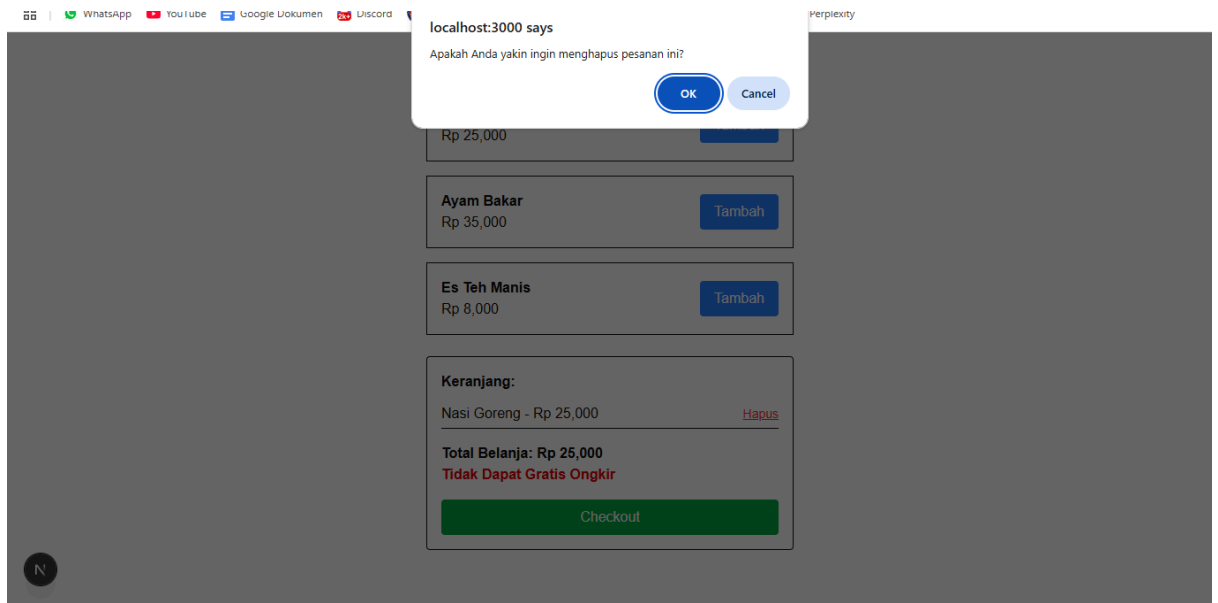 WhatsApp YouTube Google Dokumen Discord Perplexity
localhost:3000 says
Apakah Anda yakin ingin menghapus pesanan ini?
OK Cancel
Rp 25,000
Ayam Bakar
Rp 35,000
Tambah
Es Teh Manis
Rp 8,000
Tambah
Keranjang:
Nasi Goreng - Rp 25,000 Hapus
Total Belanja: Rp 25,000
Tidak Dapat Gratis Ongkir
Checkout
N